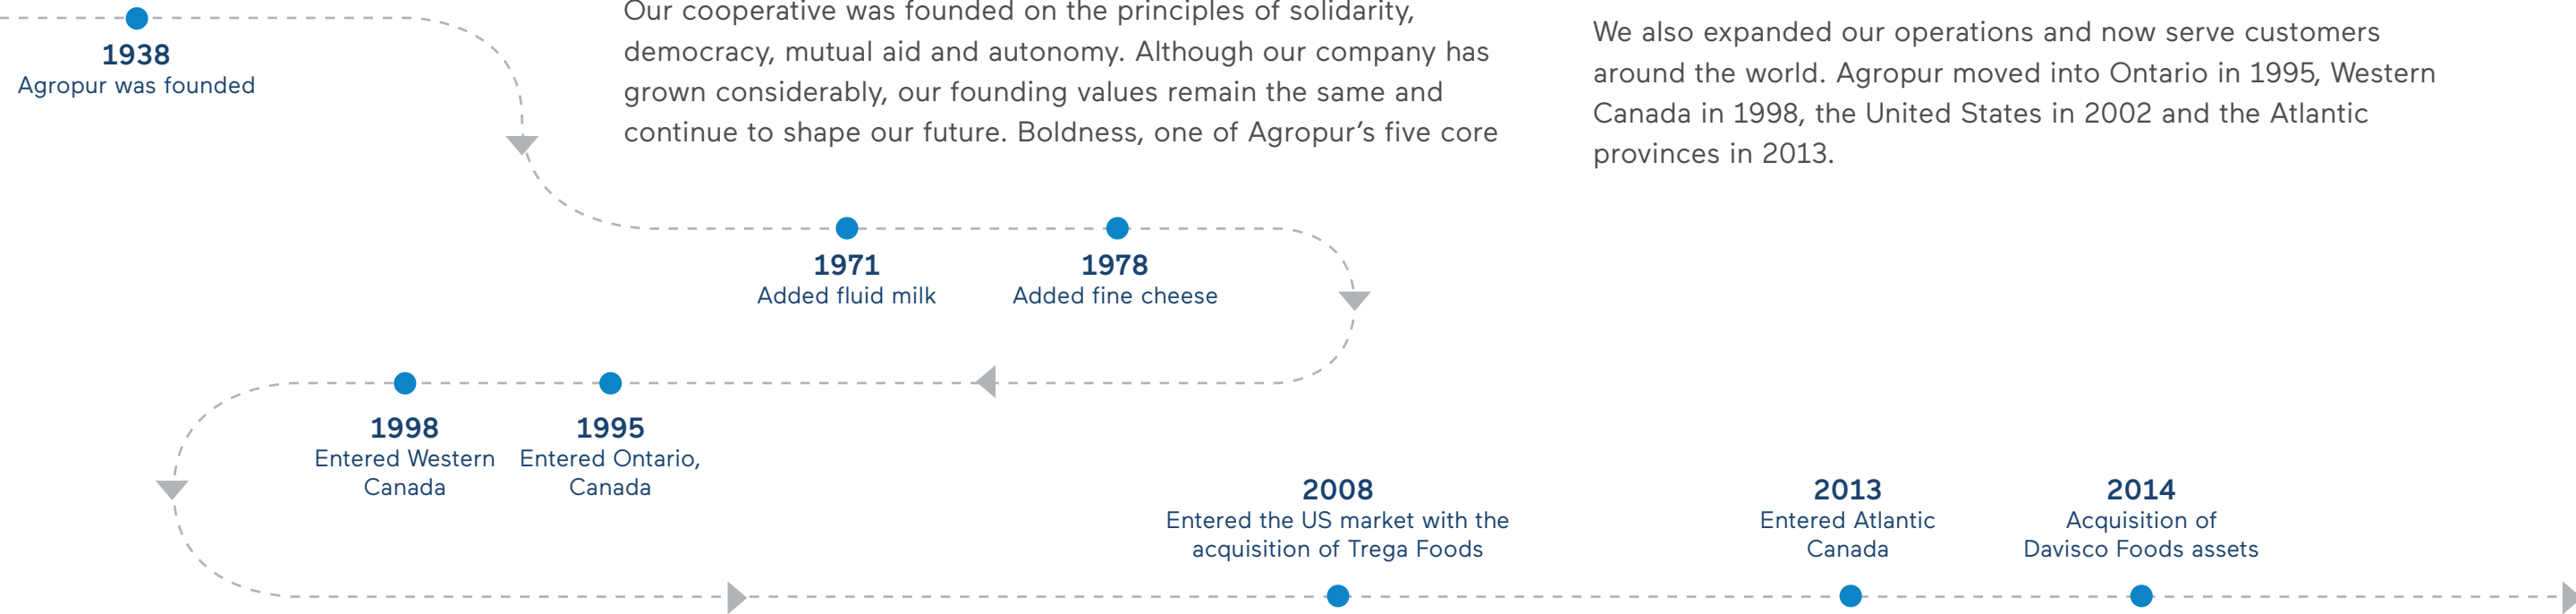 1938
Agropur was founded
Our cooperative was founded on the principles of solidarity,
democracy, mutual aid and autonomy. Although our company has
grown considerably, our founding values remain the same and
continue to shape our future. Boldness, one of Agropur’s five core
We also expanded our operations and now serve customers
around the world. Agropur moved into Ontario in 1995, Western
Canada in 1998, the United States in 2002 and the Atlantic
provinces in 2013.
1971
Added fluid milk
1978
Added fine cheese
1998
Entered Western
Canada
1995
Entered Ontario,
Canada
2008
Entered the US market with the
acquisition of Trega Foods
2013
Entered Atlantic
Canada
2014
Acquisition of
Davisco Foods assets